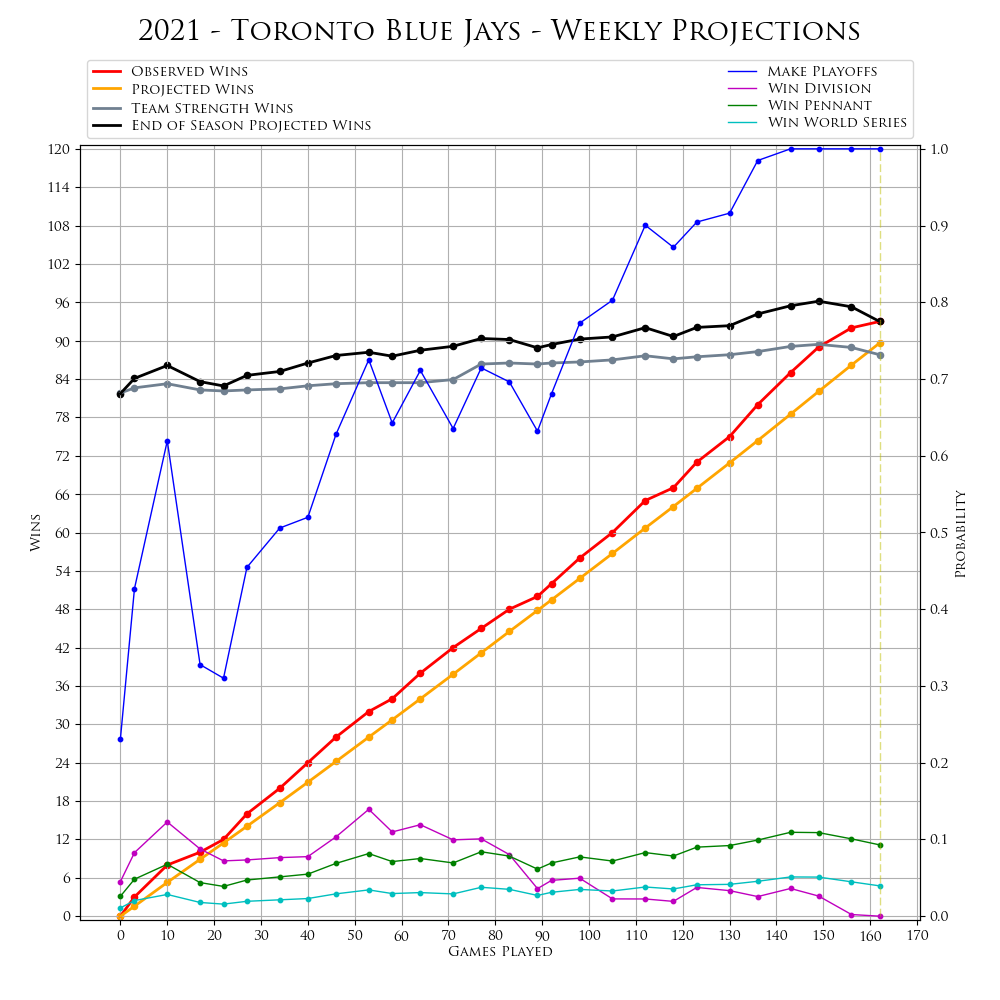 2021 - Toronto Blue Jays - Weekly Projections
Observed Wins
Projected Wins
Team Strength Wins
End of Season Projected Wins
Make Playoffs
Win Division
Win Pennant
Win World Series
120
114
108
102
96
90
84
78
72
66
60
54
48
42
36
30
24
18
12
6
0
Wins
1.0
0.9
0.8
0.7
0.6
0.5
0.4
0.3
0.2
0.1
0.0
Probability
0 10 20 30 40 50 60 70 80 90 100 110 120 130 140 150 160 170
Games Played